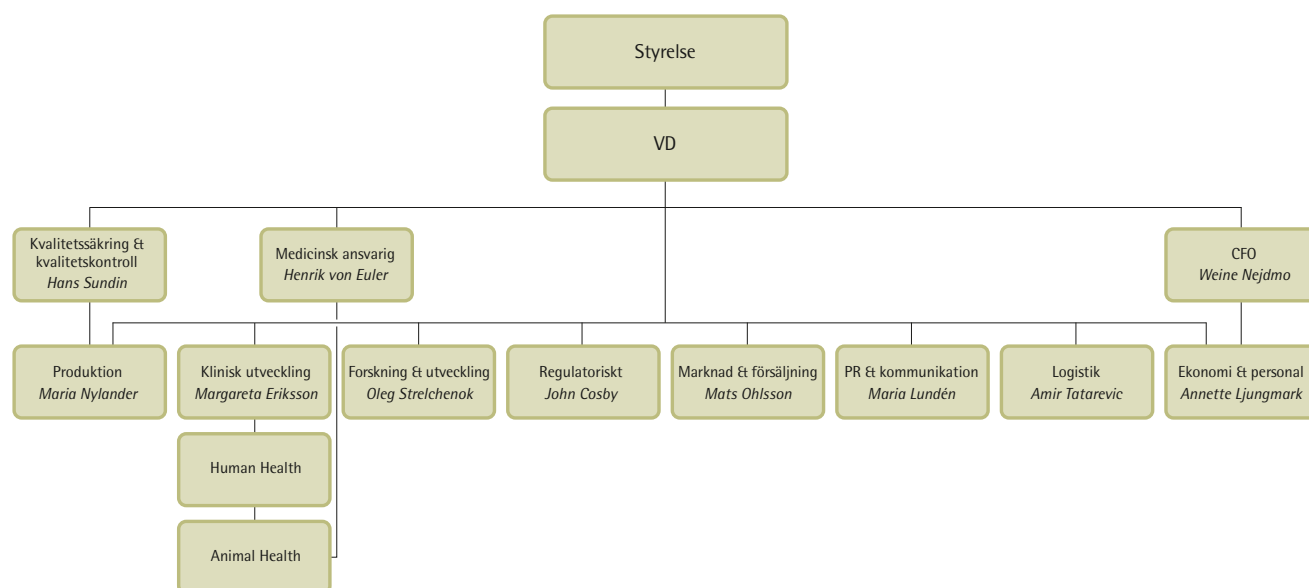 Styrelse
VD
Kvalitetssäkring &
kvalitetskontroll
Hans Sundin
Medicinsk ansvarig
Henrik von Euler
CFO
Weine Nejdmo
Produktion
Maria Nylander
Klinisk utveckling
Margareta Eriksson
Forskning & utveckling
Oleg Strelchenok
Regulatoriskt
John Cosby
Marknad & försäljning
Mats Ohlsson
PR & kommunikation
Maria Lundén
Logistik
Amir Tatarevic
Ekonomi & personal
Annette Ljungmark
Human Health
Animal Health